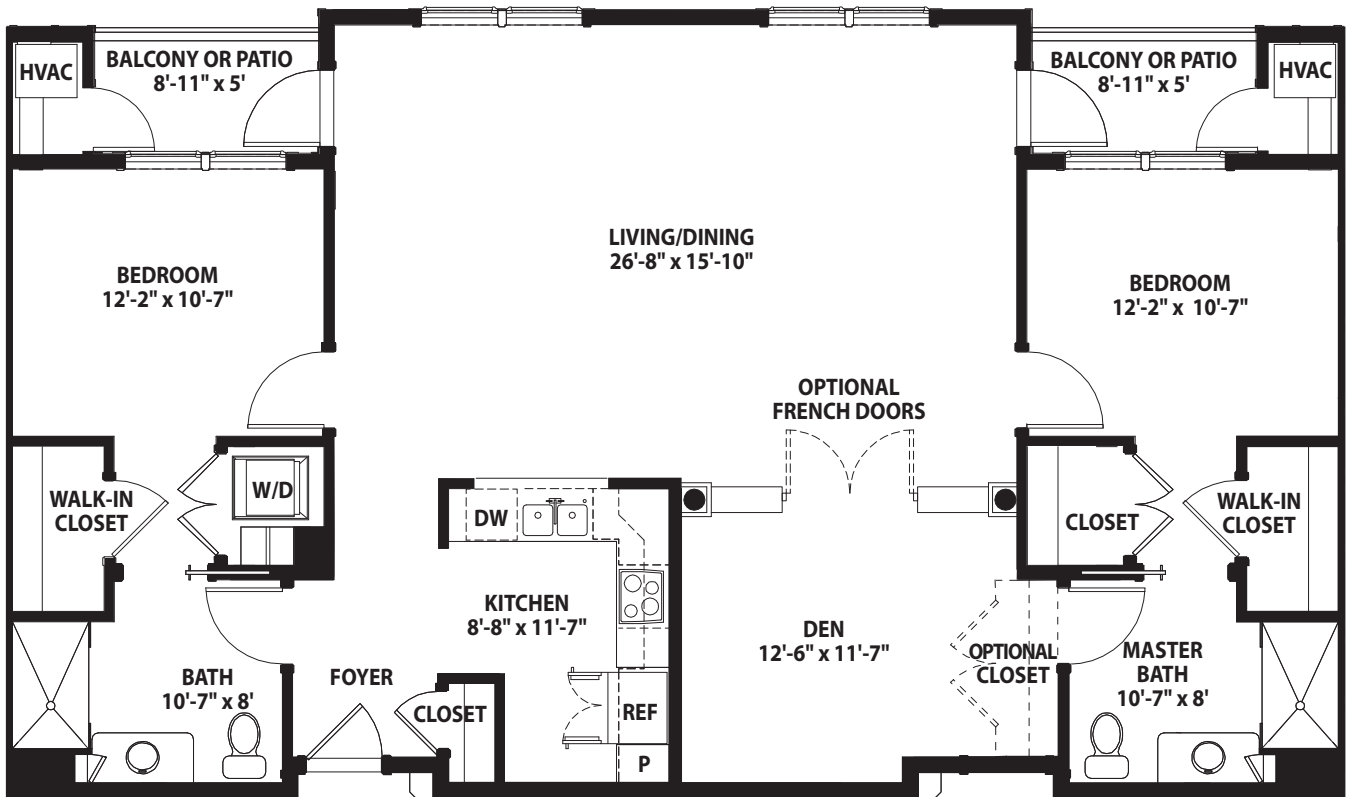 HVAC
BALCONY OR PATIO
8'-11" x 5'
BALCONY OR PATIO
8'-11" x 5'
HVAC
LIVING/DINING
26'-8" x 15'-10"
BEDROOM
12'-2" x 10'-7"
BEDROOM
12'-2" x 10'-7"
OPTIONAL
FRENCH DOORS
WALK-IN
CLOSET
W/D
DW
CLOSET
WALK-IN
CLOSET
KITCHEN
8'-8" x 11'-7"
DEN
12'-6" x 11'-7"
OPTIONAL
CLOSET
MASTER
BATH
10'-7" x 8'
BATH
10'-7" x 8'
FOYER
CLOSET
REF
P